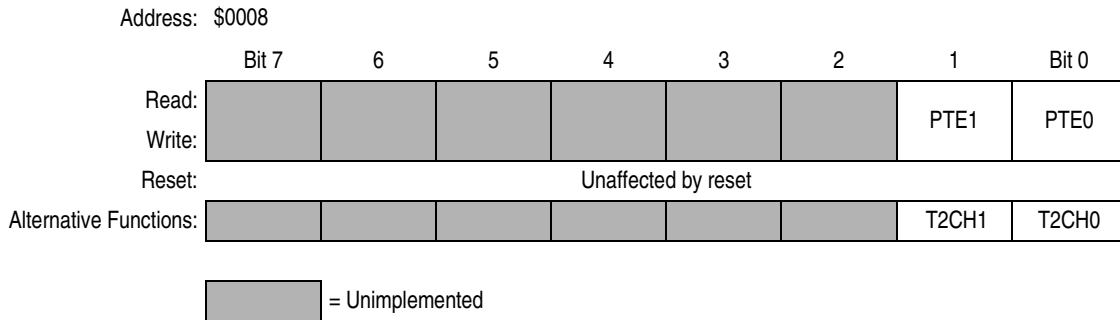 Address: $0008
Bit 7 6 5 4 3 2 1 Bit 0
Read:
Write:
PTE1 PTE0
Reset: Unaffected by reset
Alternative Functions: T2CH1 T2CH0
= Unimplemented